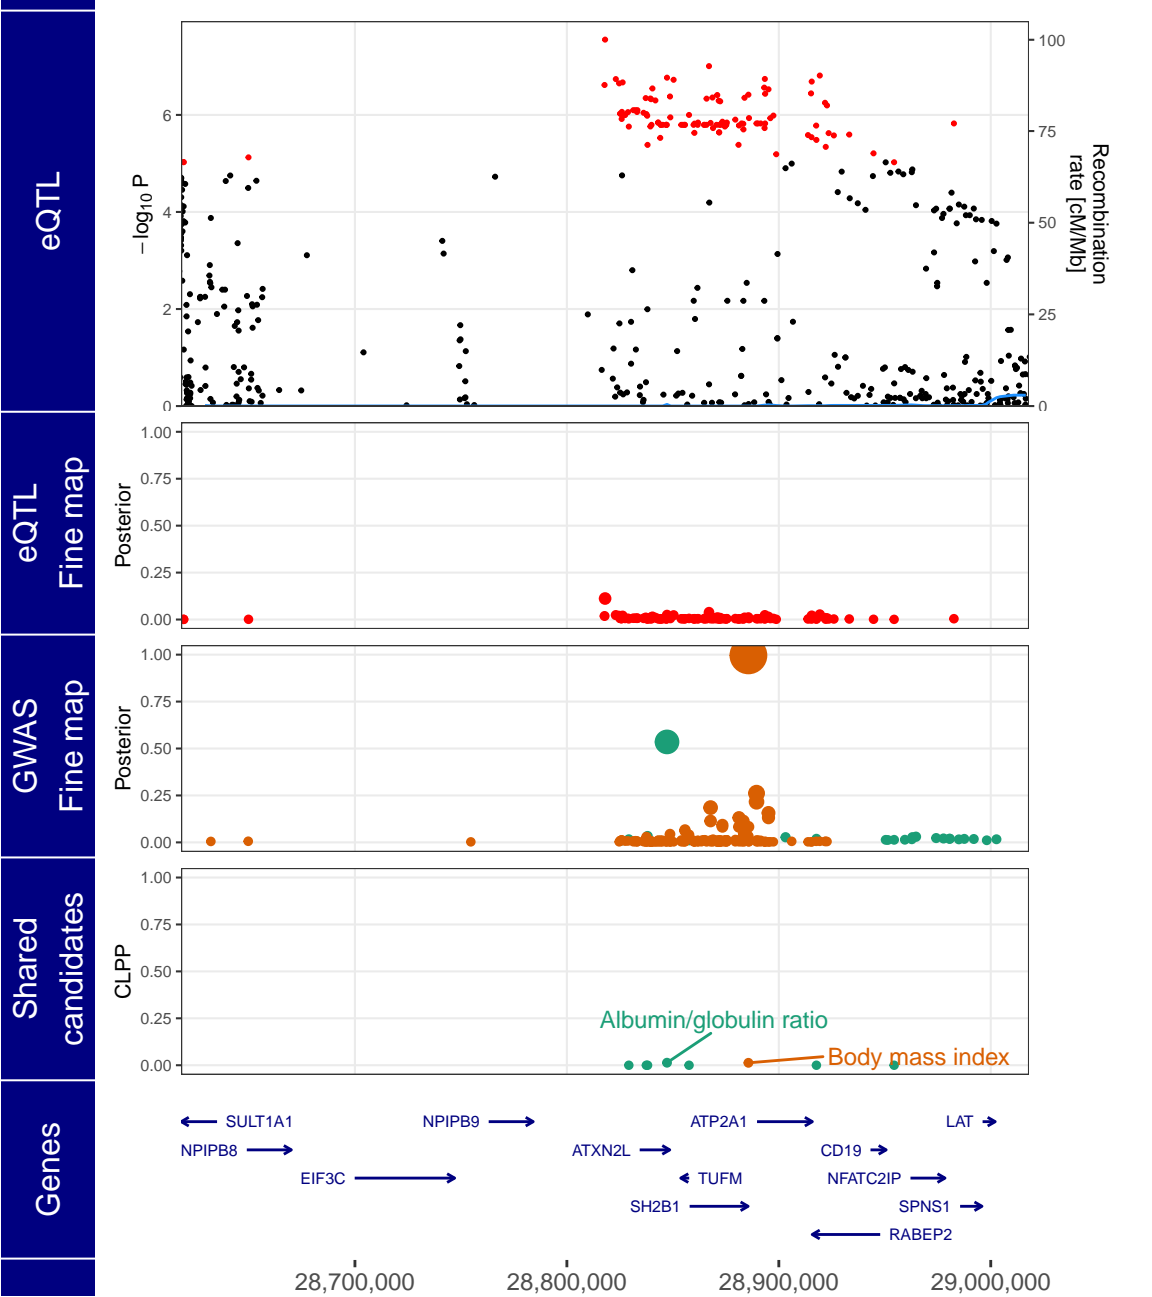 eQTL
−log10 P
6
4
2
0
100
75
50
25
0
Recombination
rate [cM/Mb]
eQTL
Fine map
Posterior
1.00
0.75
0.50
0.25
0.00
GWAS
Fine map
Posterior
1.00
0.75
0.50
0.25
0.00
Shared
candidates
CLPP
1.00
0.75
0.50
0.25
0.00
Albumin/globulin ratio
Body mass index
Genes
SULT1A1 NPIPB9 ATP2A1 LAT
NPIPB8 ATXN2L CD19
EIF3C TUFM NFATC2IP
SH2B1 SPNS1
RABEP2
28,700,000 28,800,000 28,900,000 29,000,000